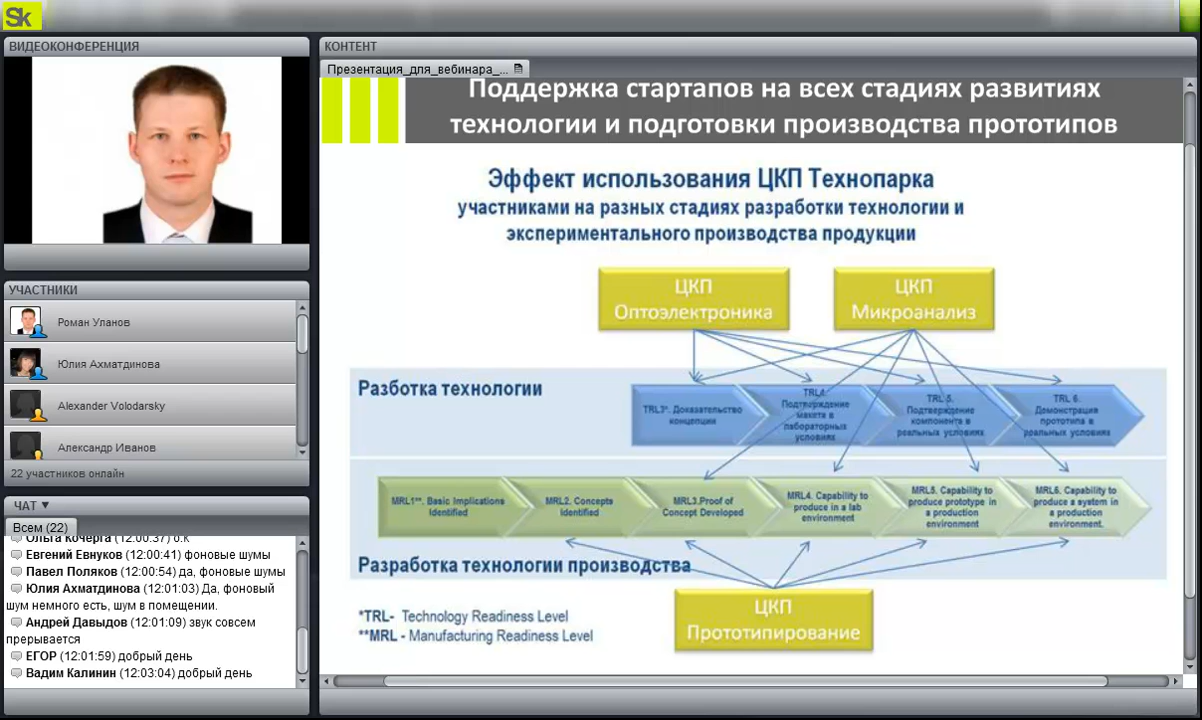 Sk
ВИДЕОКОНФЕРЕНЦИЯ
УЧАСТНИКИ
Роман Уланов
Юлия Ахматдинова
Alexander Volodarsky
Александр Иванов
22 участников онлайн
ЧАТ ▼
Всем (22)
Ольга Кочерга (12:00:37) о.к
Евгений Евнуков (12:00:41) фоновые шумы
Павел Поляков (12:00:54) да, фоновые шумы
Юлия Ахматдинова (12:01:03) Да, фоновый
шум немного есть, шум в помещении.
Андрей Давыдов (12:01:09) звук совсем
прерывается
ЕГОР (12:01:59) добрый день
Вадим Калинин (12:03:04) добрый день
КОНТЕНТ
Презентация_для_вебинара_...
Поддержка стартапов на всех стадиях развитиях
технологии и подготовки производства прототипов
Эффект использования ЦКП Технопарка
участниками на разных стадиях разработки технологии и
экспериментального производства продукции
ЦКП
Оптоэлектроника
ЦКП
Микроанализ
Разботка технологии
TRL3*. Доказательство
концепции
TRL4.
Подтверждение
макета в
лабораторных
условиях
TRL 5.
Подтверждение
компонента в
реальных условиях
TRL 6.
Демонстрация
прототипа в
реальных условиях
MRL1**. Basic Implications
Identified
MRL2. Concepts
Identified
MRL3.Proof of
Concept Developed
MRL4. Capability to
produce in a lab
environment
MRL5. Capability to
produce prototype in
a production
environment
MRL6. Capability to
produce a system in
a production
environment.
Разработка технологии производства
ЦКП
Прототипирование
*TRL- Technology Readiness Level
**MRL - Manufacturing Readiness Level